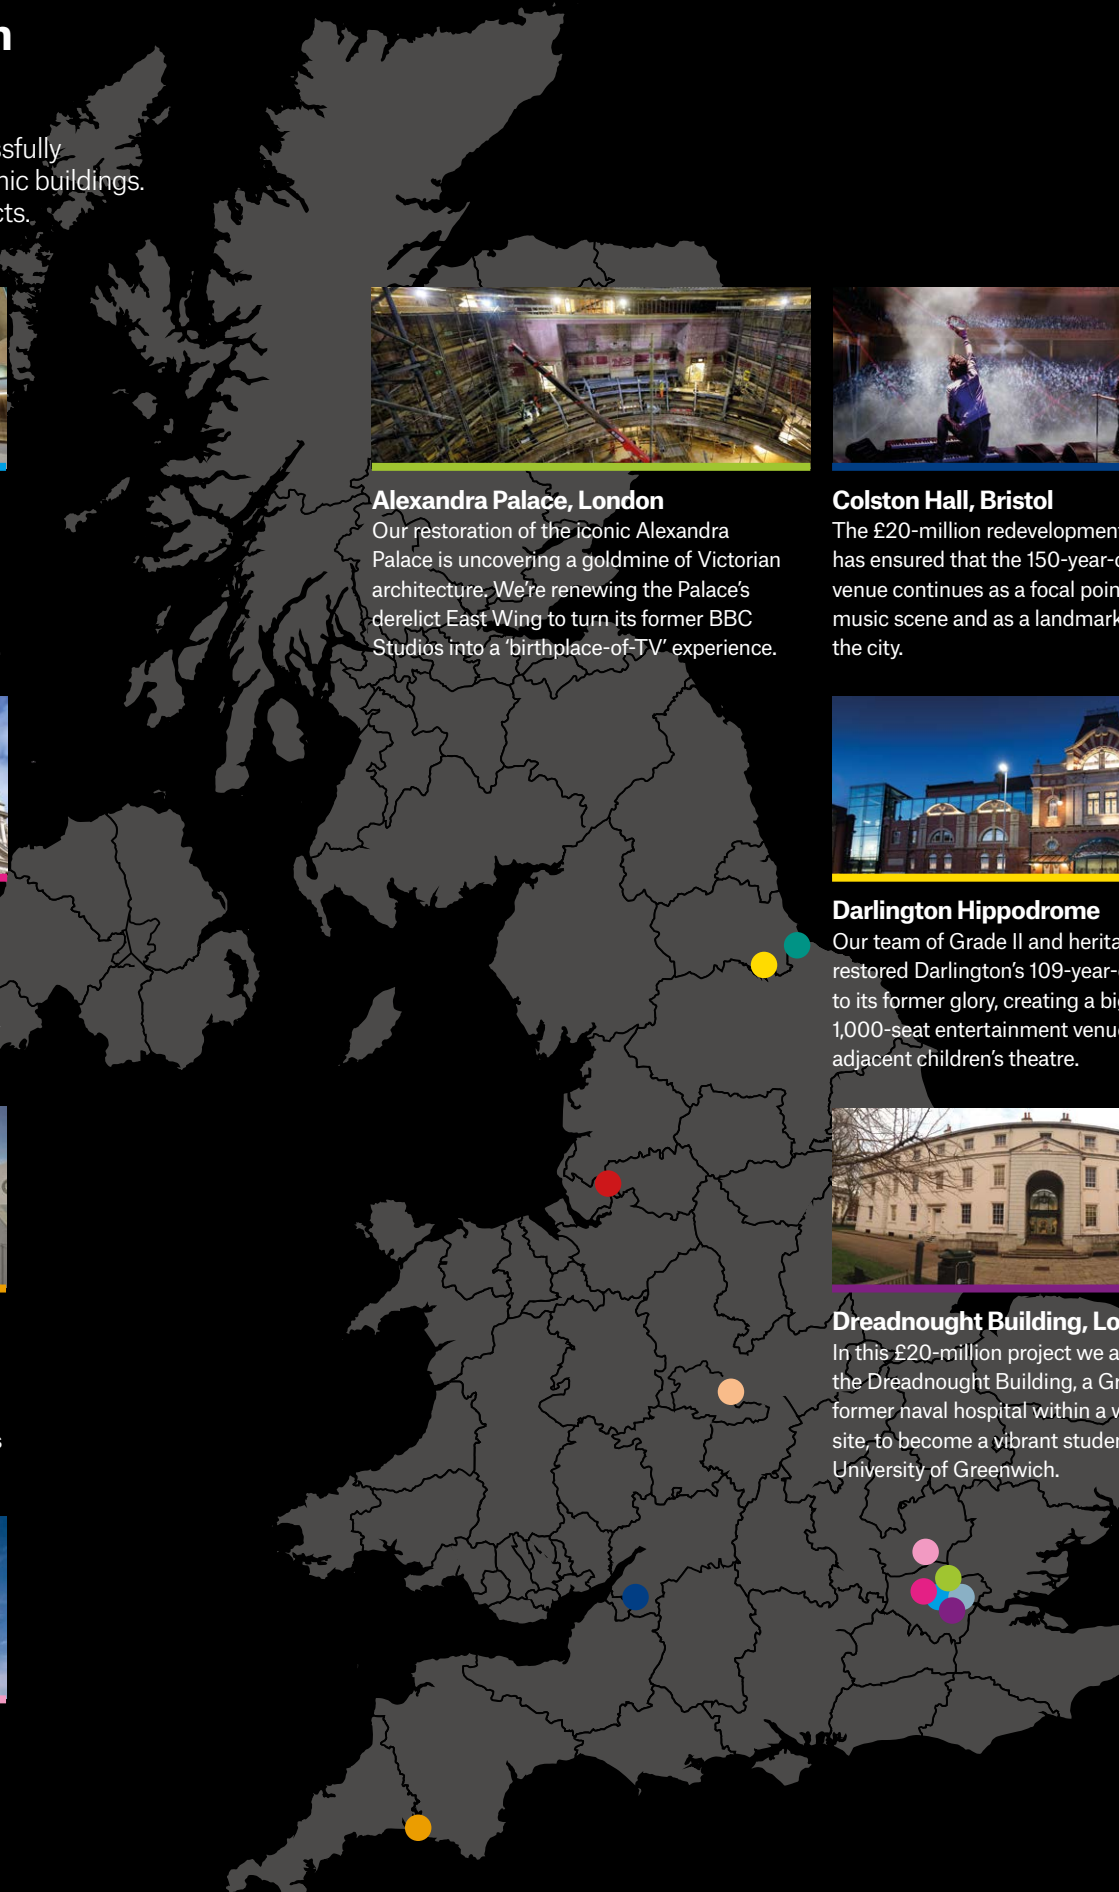 n
sfully
nic buildings.
cts.
Alexandra Palace, London
Our restoration of the iconic Alexandra
Palace is uncovering a goldmine of Victorian
architecture. We're renewing the Palace's
derelict East Wing to turn its former BBC
Studios into a 'birthplace-of-TV' experience.
Colston Hall, Bristol
The £20-million redevelopment
has ensured that the 150-year-o
venue continues as a focal poin
music scene and as a landmark
the city.
Darlington Hippodrome
Our team of Grade II and herita
restored Darlington's 109-year-
to its former glory, creating a big
1,000-seat entertainment venue
adjacent children's theatre.
Dreadnought Building, Lo
In this £20-million project we a
the Dreadnought Building, a Gr
former naval hospital within a w
site, to become a vibrant studen
University of Greenwich.
s